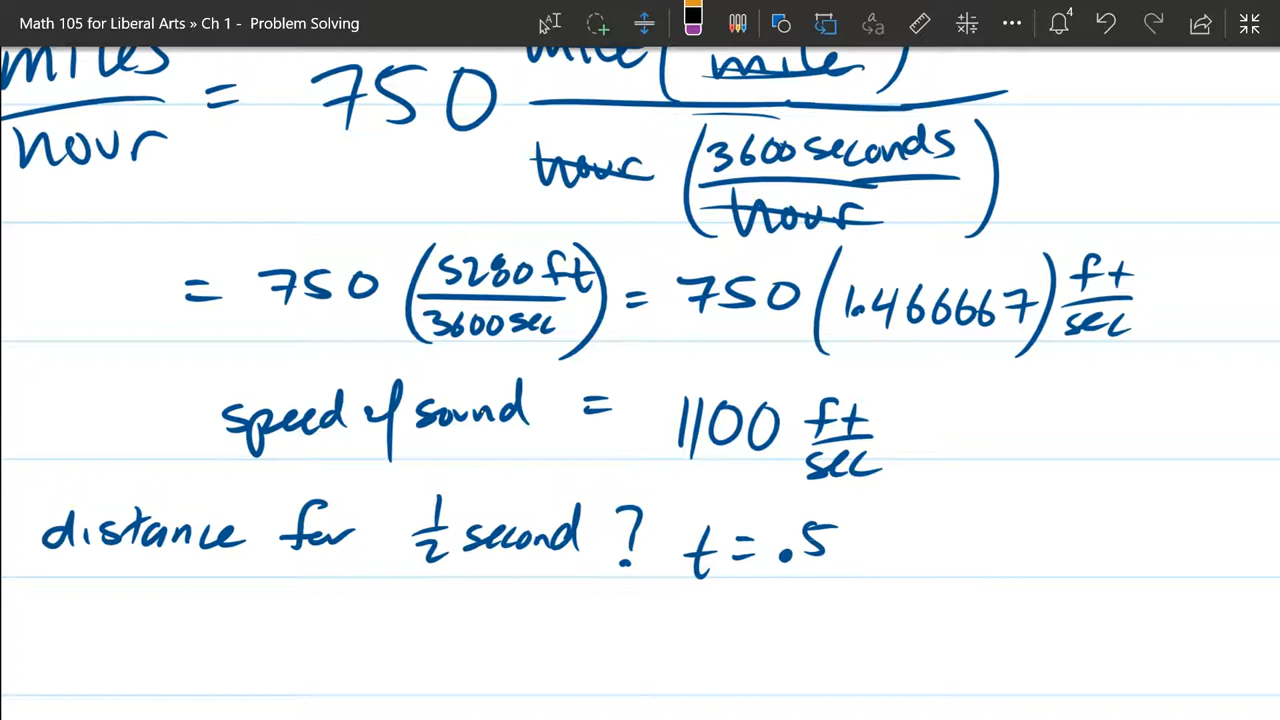 Math 105 for Liberal Arts » Ch 1 - Problem Solving
4
miles/hour = 750 mile(mile)/hour (3600 seconds/hour)
= 750 (5280 ft/3600 sec) = 750 (1.466667) ft/sec
speed of sound = 1100 ft/sec
distance for 1/2 second ? t = .5